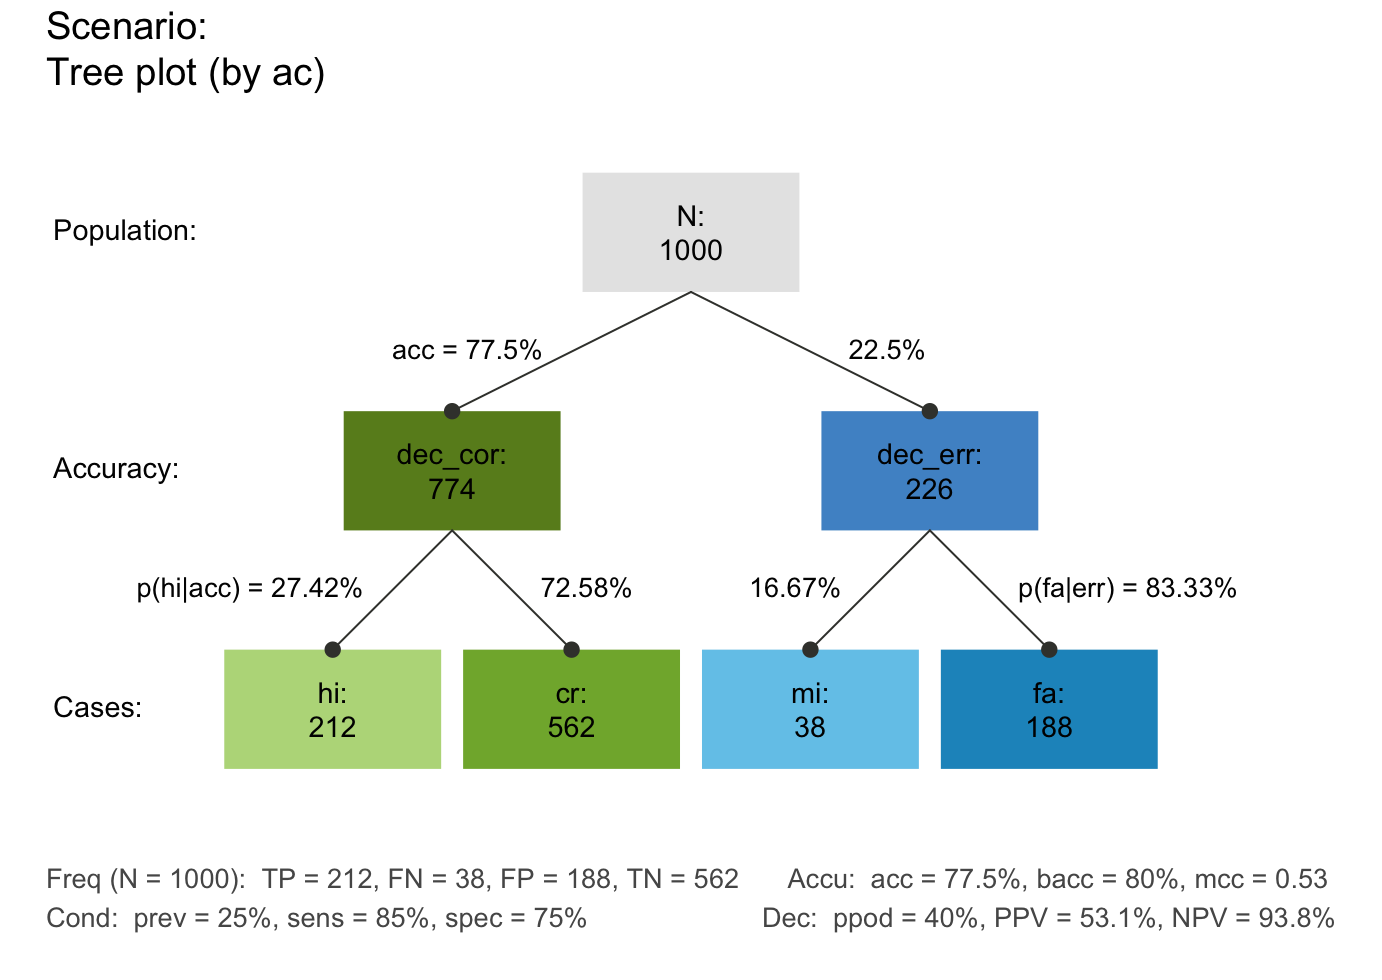 Scenario:
Tree plot (by ac)
Population:
N:
1000
acc = 77.5%
22.5%
Accuracy:
dec_cor:
774
dec_err:
226
p(hi|acc) = 27.42%
72.58%
16.67%
p(fa|err) = 83.33%
Cases:
hi:
212
cr:
562
mi:
38
fa:
188
Freq (N = 1000):  TP = 212, FN = 38, FP = 188, TN = 562
Accu:  acc = 77.5%, bacc = 80%, mcc = 0.53
Cond:  prev = 25%, sens = 85%, spec = 75%
Dec:  ppod = 40%, PPV = 53.1%, NPV = 93.8%